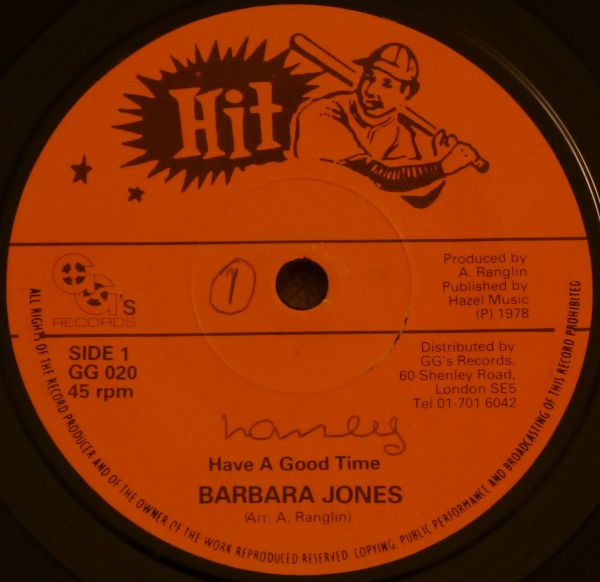 Hit
GG's
RECORDS
1
Produced by
A. Ranglin
Published by
Hazel Music
(P) 1978
SIDE 1
GG 020
45 rpm
Distributed by
GG's Records,
60 Shenley Road,
London SE5
Tel 01-701 6042
Have A Good Time
BARBARA JONES
(Arr. A. Ranglin)
ALL RIGHTS OF THE RECORD PRODUCER AND OF THE OWNER OF THE WORK REPRODUCED RESERVED. COPYING, PUBLIC PERFORMANCE AND BROADCASTING OF THIS RECORD PROHIBITED